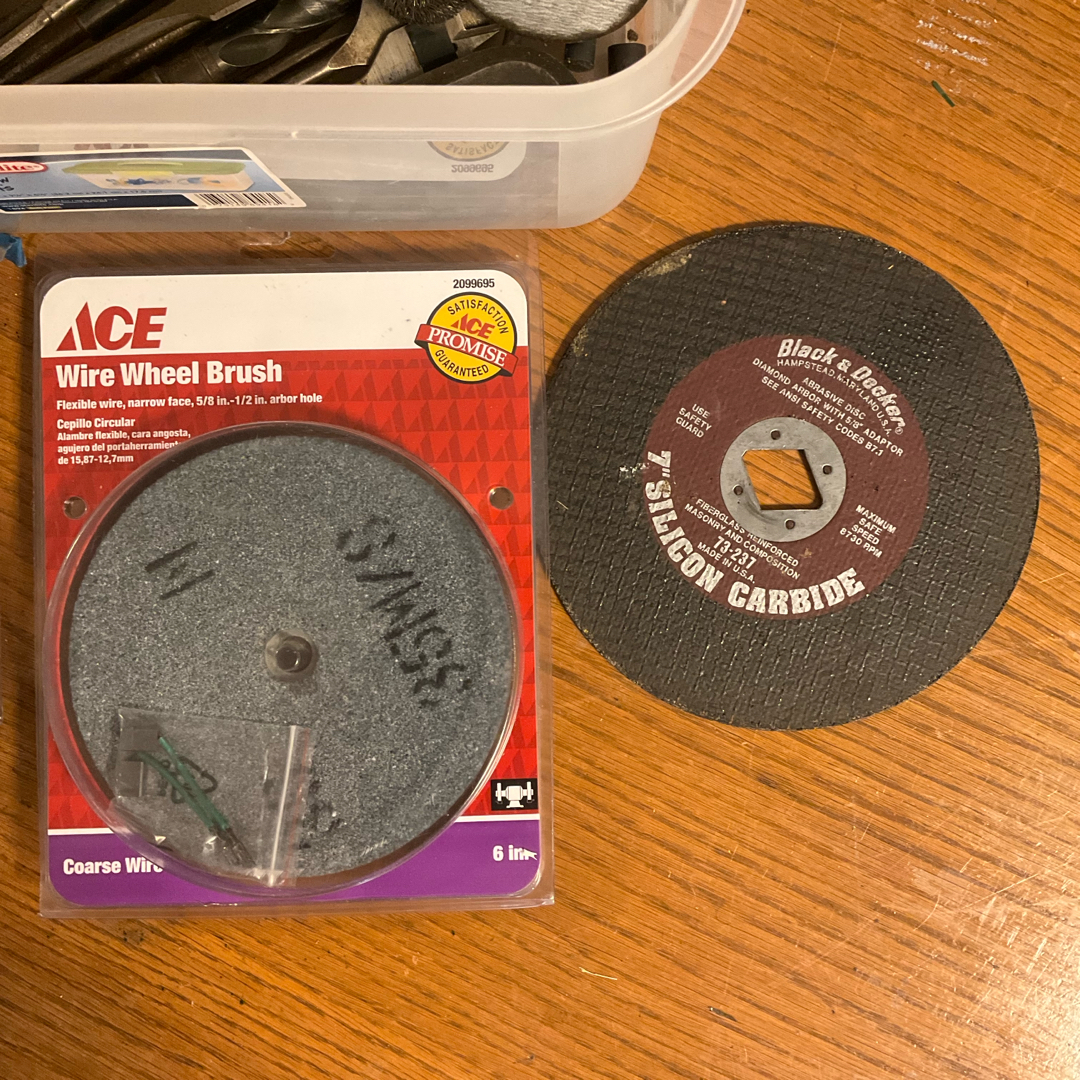 2099695
2099695
ACE
SATISFACTION
ACE
PROMISE
GUARANTEED
Wire Wheel Brush
Flexible wire, narrow face, 5/8 in.-1/2 in. arbor hole
Cepillo Circular
Alambre flexible, cara angosta,
agujero del portaherramient
de 15,87-12,7mm
Coarse Wire
6 in.
Black & Decker®
HAMPSTEAD, MARYLAND U.S.A.
ABRASIVE DISC
DIAMOND ARBOR WITH 5/8" ADAPTOR
SEE ANSI SAFETY CODES B7.1
USE
SAFETY
GUARD
MAXIMUM
SAFE
SPEED
8730 RPM
FIBERGLASS REINFORCED
MASONRY AND COMPOSITION
73-237
MADE IN U.S.A.
7" SILICON CARBIDE